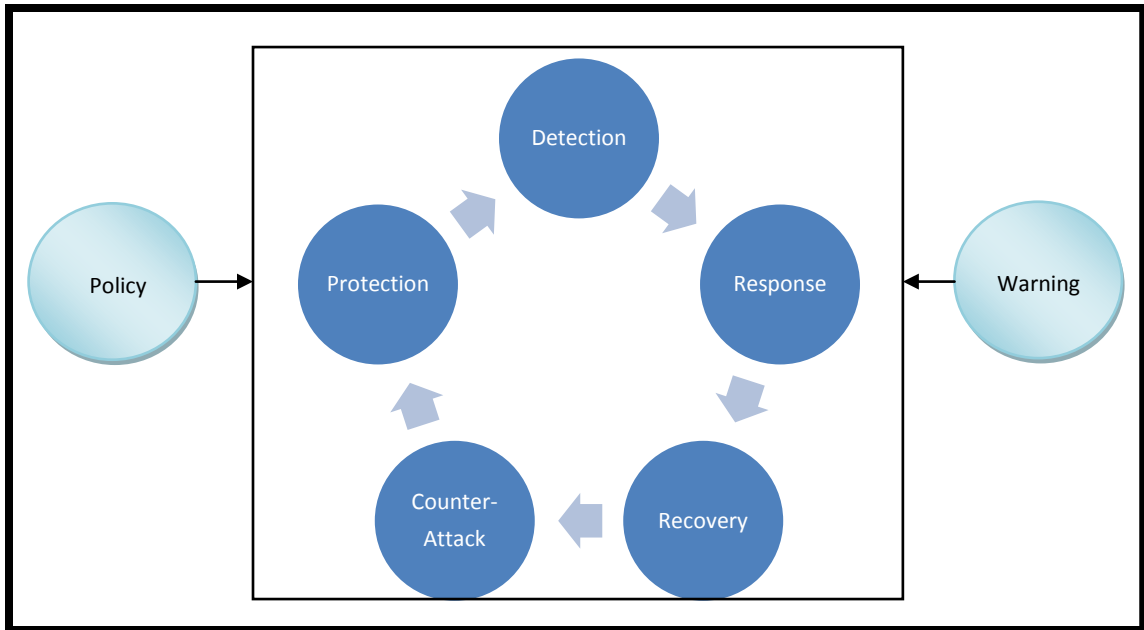 Detection
Policy
Protection
Response
Warning
Counter-
Attack
Recovery